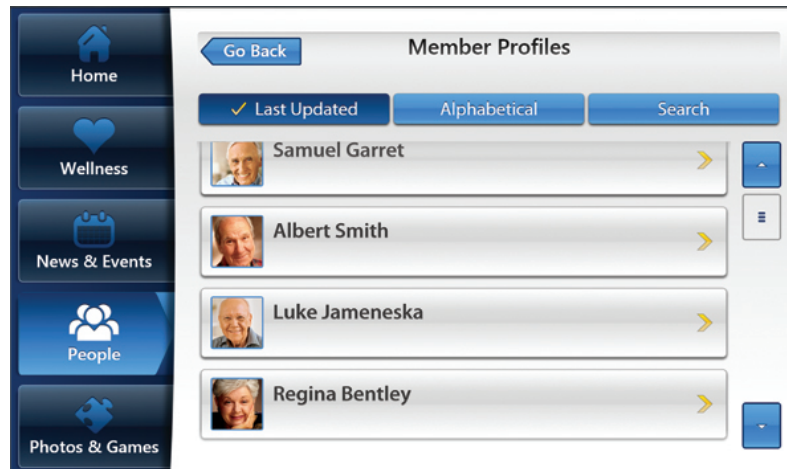 Home
Wellness
News & Events
People
Photos & Games
Go Back
Member Profiles
Last Updated
Alphabetical
Search
Samuel Garret
Albert Smith
Luke Jameneska
Regina Bentley